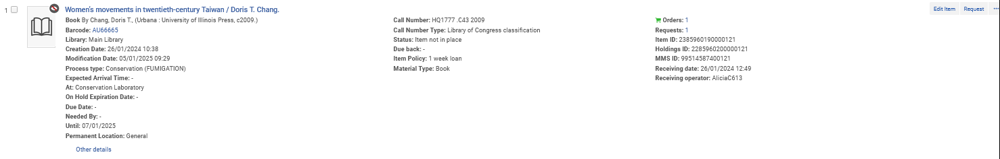 1
Women's movements in twentieth-century Taiwan / Doris T. Chang.
Edit Item Request ...
Book By Chang, Doris T., (Urbana : University of Illinois Press, c2009.)
Barcode: AU66665
Library: Main Library
Creation Date: 26/01/2024 10:38
Modification Date: 05/01/2025 09:29
Process type: Conservation (FUMIGATION)
Expected Arrival Time: -
At: Conservation Laboratory
On Hold Expiration Date: -
Due Date: -
Needed By: -
Until: 07/01/2025
Permanent Location: General
Other details
Call Number: HQ1777 .C43 2009
Call Number Type: Library of Congress classification
Status: Item not in place
Due back: -
Item Policy: 1 week loan
Material Type: Book
Orders: 1
Requests: 1
Item ID: 2385960190000121
Holdings ID: 2285960200000121
MMS ID: 99514587400121
Receiving date: 26/01/2024 12:49
Receiving operator: AliciaC613